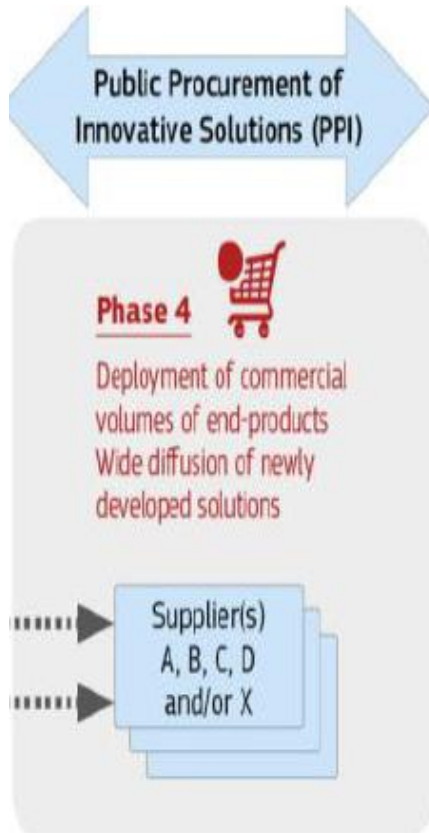 Public Procurement of
Innovative Solutions (PPI)
Phase 4
Deployment of commercial
volumes of end-products
Wide diffusion of newly
developed solutions
Supplier(s)
A, B, C, D
and/or X